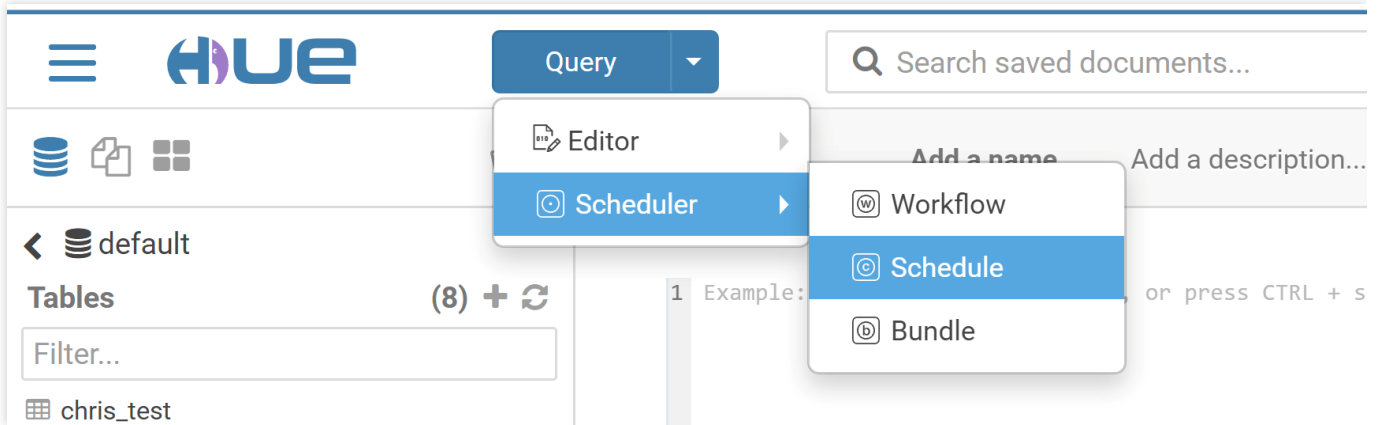 HUE
Query
Search saved documents...
Editor
Add a name
Add a description...
Scheduler
Workflow
default
Schedule
Tables (8)
1 Example: , or press CTRL + s
Bundle
Filter...
chris_test